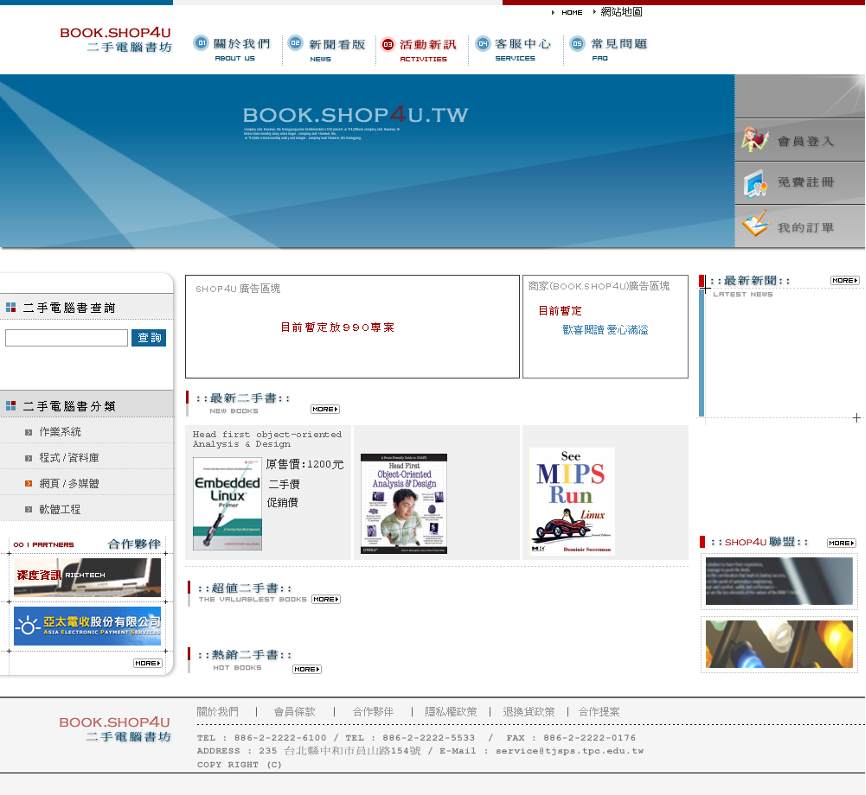 HOME
網站地圖
BOOK.SHOP4U
二手電腦書坊
01 關於我們
ABOUT US
02 新聞看版
NEWS
03 活動新訊
ACTIVITIES
04 客服中心
SERVICES
05 常見問題
FAQ
BOOK.SHOP4U.TW
會員登入
免費註冊
我的訂單
二手電腦書查詢
查詢
二手電腦書分類
作業系統
程式/資料庫
網頁/多媒體
軟體工程
001 PARTNERS
合作夥伴
深度資訊 RICHTECH
亞太電收股份有限公司
ASIA ELECTRONIC PAYMENT SERVICES
MORE
SHOP4U 廣告區塊
目前暫定放990專案
商家(BOOK.SHOP4U)廣告區塊
目前暫定
歡喜閱讀 愛心滿溢
::最新二手書::
NEW BOOKS
MORE
Head first object-oriented
Analysis & Design
Embedded
Linux
Primer
原售價:1200元
二手價
促銷價
Head First
Object-Oriented
Analysis & Design
See
MIPS
Run
Linux
Dominic Sweetman
::超值二手書::
THE VALURBLEST BOOKS
MORE
::熱銷二手書::
HOT BOOKS
MORE
::最新新聞::
MORE
LATEST NEWS
::SHOP4U 聯盟::
MORE
BOOK.SHOP4U
二手電腦書坊
關於我們 | 會員條款 | 合作夥伴 | 隱私權政策 | 退換貨政策 | 合作提案
TEL : 886-2-2222-6100 / TEL : 886-2-2222-5533 / FAX : 886-2-2222-0176
ADDRESS : 235 台北縣中和市員山路154號 / E-Mail : service@tjsps.tpc.edu.tw
COPY RIGHT (C)